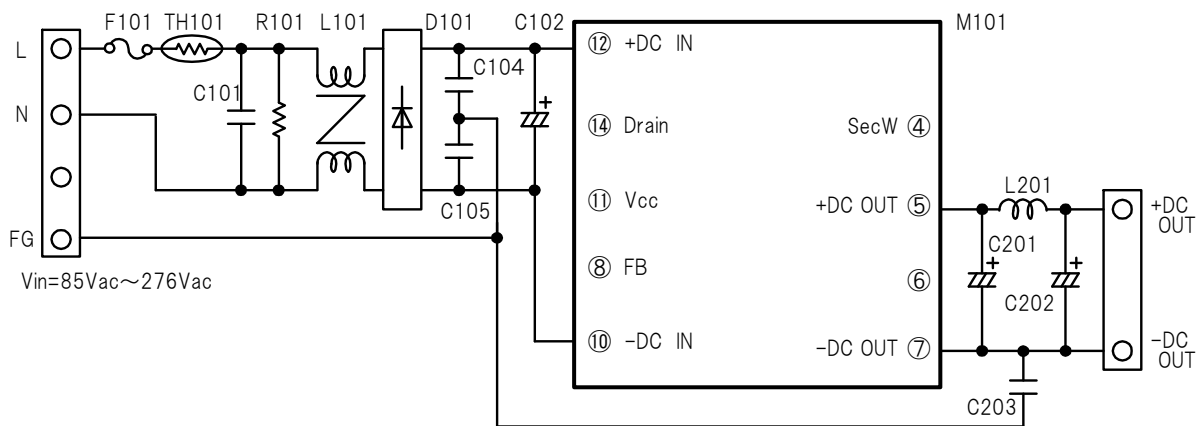 F101 TH101 R101 L101 D101 C102 M101
L
⑫ +DC IN
C104
C101
N
⑭ Drain
SecW ④
L201
⑪ Vcc
+DC OUT ⑤
+DC
OUT
C105
FG
C201
⑧ FB
⑥
Vin=85Vac～276Vac
C202
⑩ -DC IN
-DC OUT ⑦
-DC
OUT
C203